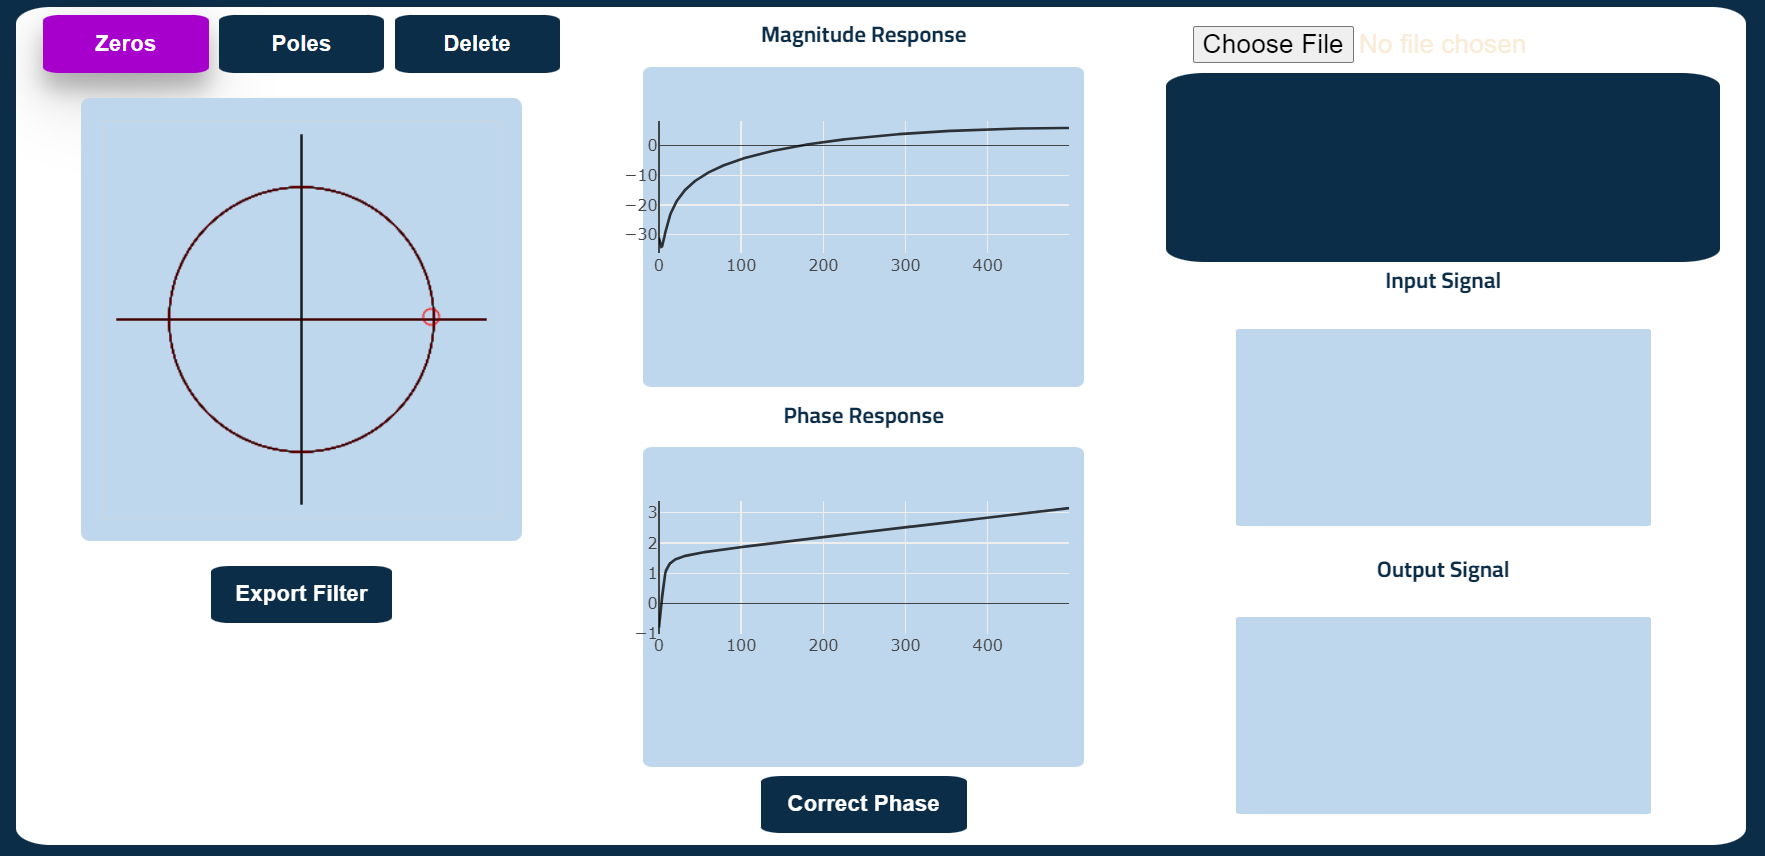 Zeros
Poles
Delete
Export Filter
Magnitude Response
0
−10
−20
−30
0 100 200 300 400
Phase Response
3
2
1
0
−1
0 100 200 300 400
Correct Phase
Choose File No file chosen
Input Signal
Output Signal